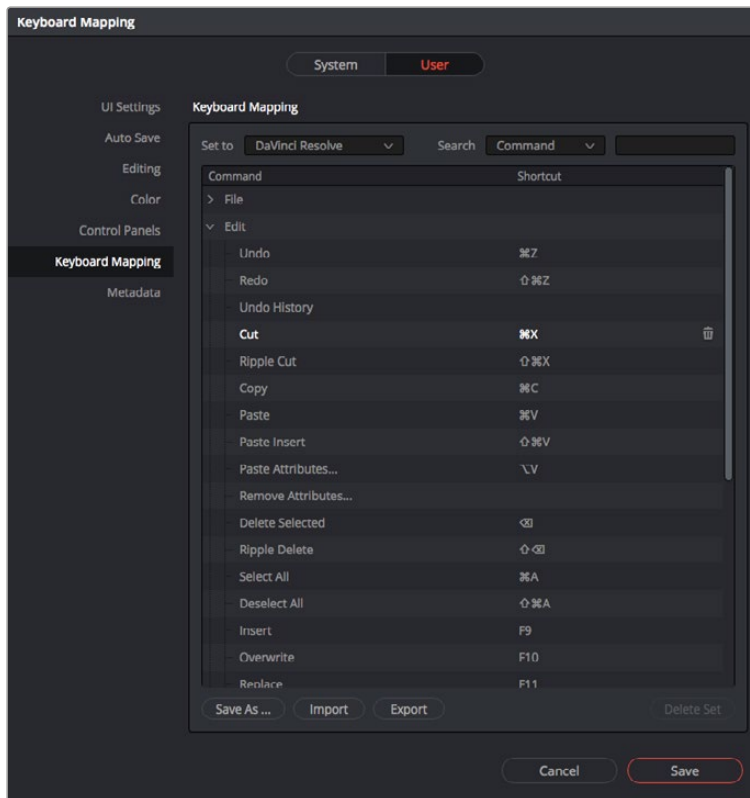 Keyboard Mapping
System User
UI Settings
Auto Save
Editing
Color
Control Panels
Keyboard Mapping
Metadata
Keyboard Mapping
Set to DaVinci Resolve Search Command
Command Shortcut
File
Edit
Undo ⌘Z
Redo ⇧⌘Z
Undo History
Cut ⌘X
Ripple Cut ⇧⌘X
Copy ⌘C
Paste ⌘V
Paste Insert ⇧⌘V
Paste Attributes... ⌥V
Remove Attributes...
Delete Selected ⌫
Ripple Delete ⇧⌫
Select All ⌘A
Deselect All ⇧⌘A
Insert F9
Overwrite F10
Replace F11
Save As ... Import Export Delete Set
Cancel Save